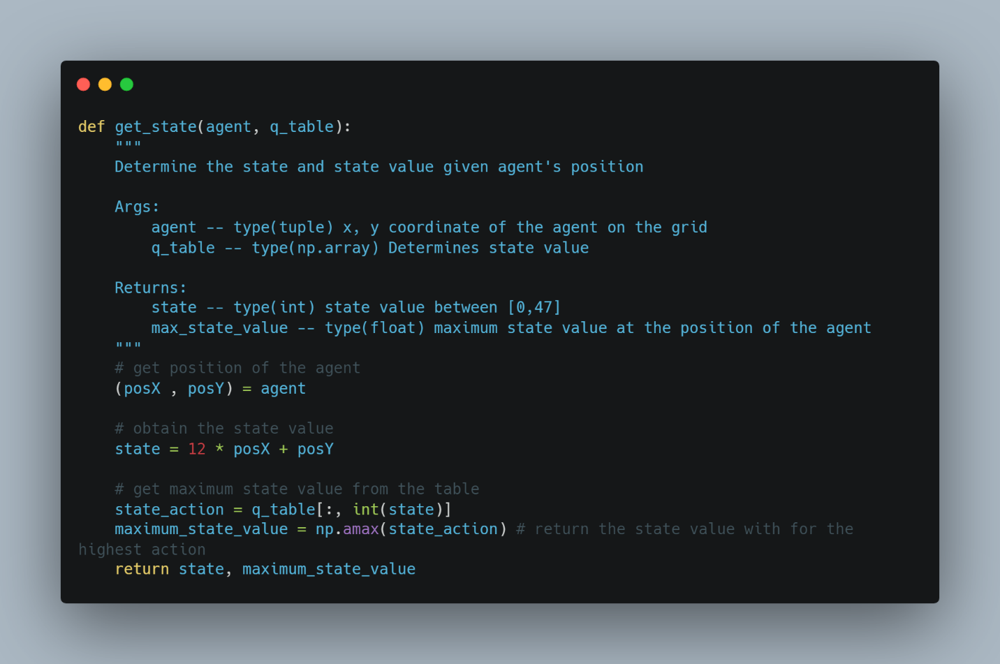 def get_state(agent, q_table):
    """
    Determine the state and state value given agent's position

    Args:
        agent -- type(tuple) x, y coordinate of the agent on the grid
        q_table -- type(np.array) Determines state value

    Returns:
        state -- type(int) state value between [0,47]
        max_state_value -- type(float) maximum state value at the position of the agent
    """
    # get position of the agent
    (posX , posY) = agent

    # obtain the state value
    state = 12 * posX + posY

    # get maximum state value from the table
    state_action = q_table[:, int(state)]
    maximum_state_value = np.amax(state_action) # return the state value with for the
highest action
    return state, maximum_state_value